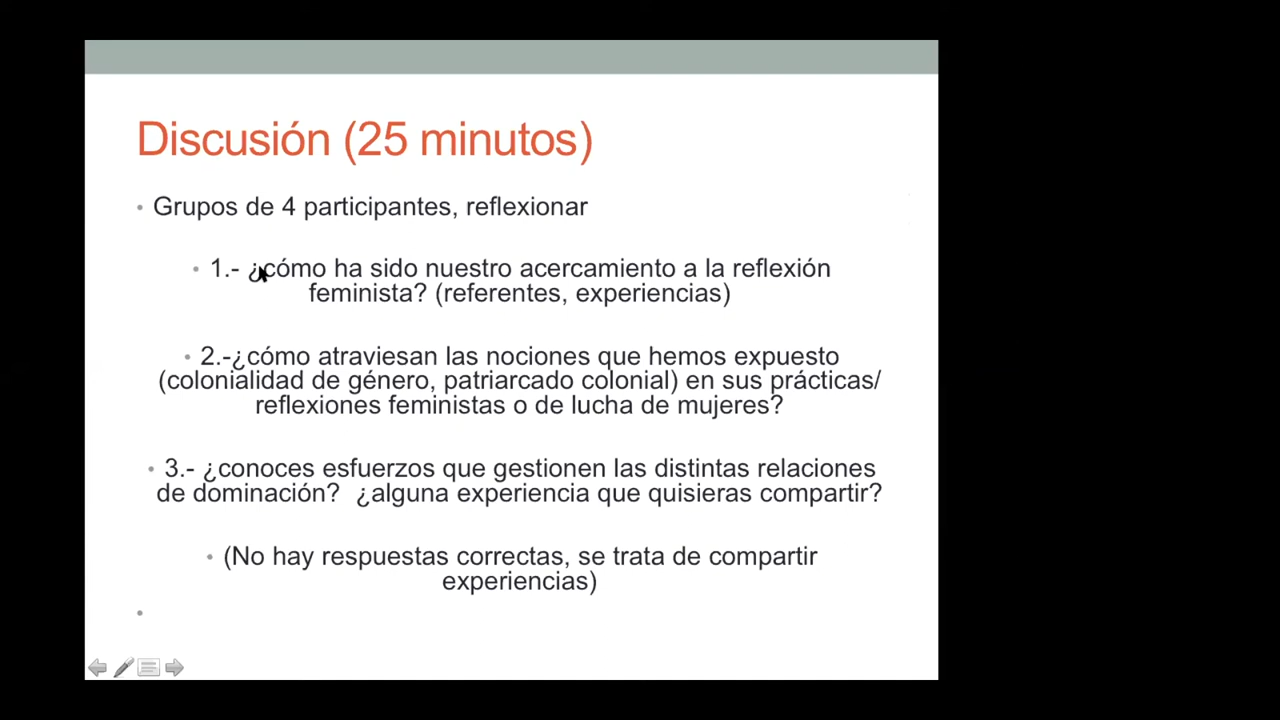 Discusión (25 minutos)
• Grupos de 4 participantes, reflexionar
• 1.- ¿cómo ha sido nuestro acercamiento a la reflexión
feminista? (referentes, experiencias)
• 2.-¿cómo atraviesan las nociones que hemos expuesto
(colonialidad de género, patriarcado colonial) en sus prácticas/
reflexiones feministas o de lucha de mujeres?
• 3.- ¿conoces esfuerzos que gestionen las distintas relaciones
de dominación?  ¿alguna experiencia que quisieras compartir?
• (No hay respuestas correctas, se trata de compartir
experiencias)
•